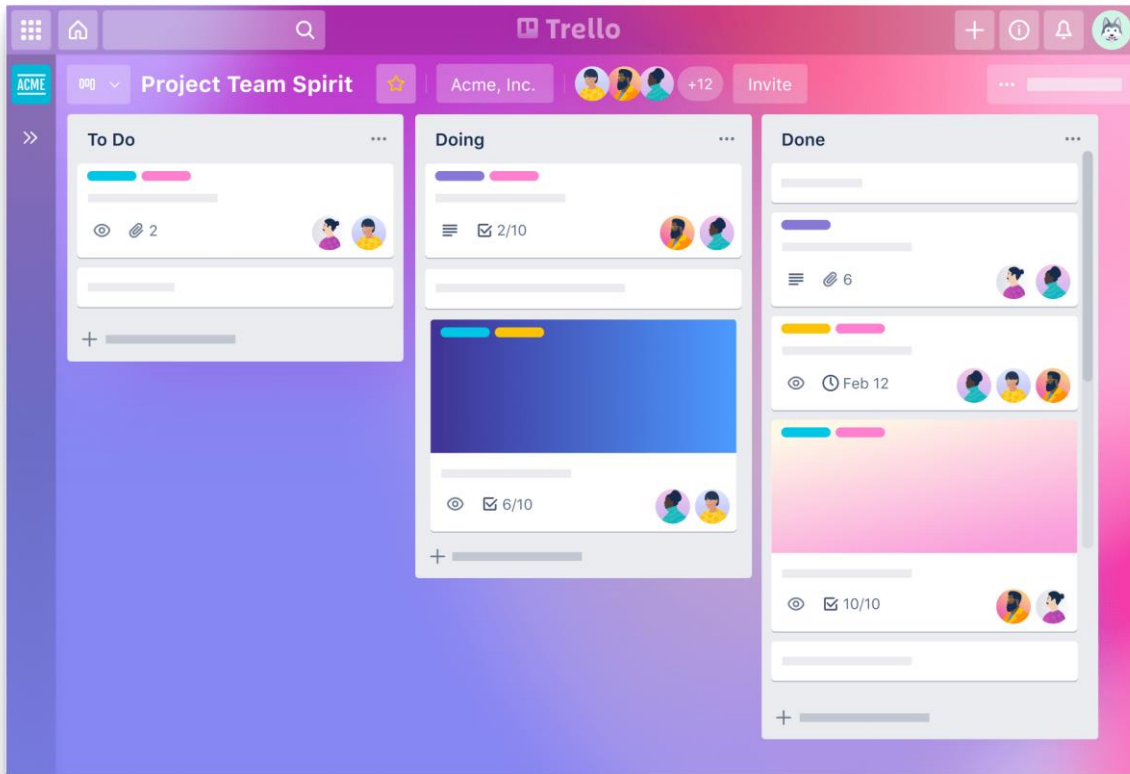 Trello
ACME
Project Team Spirit
Acme, Inc.
+12
Invite
To Do
2
Doing
2/10
6/10
Done
6
Feb 12
10/10